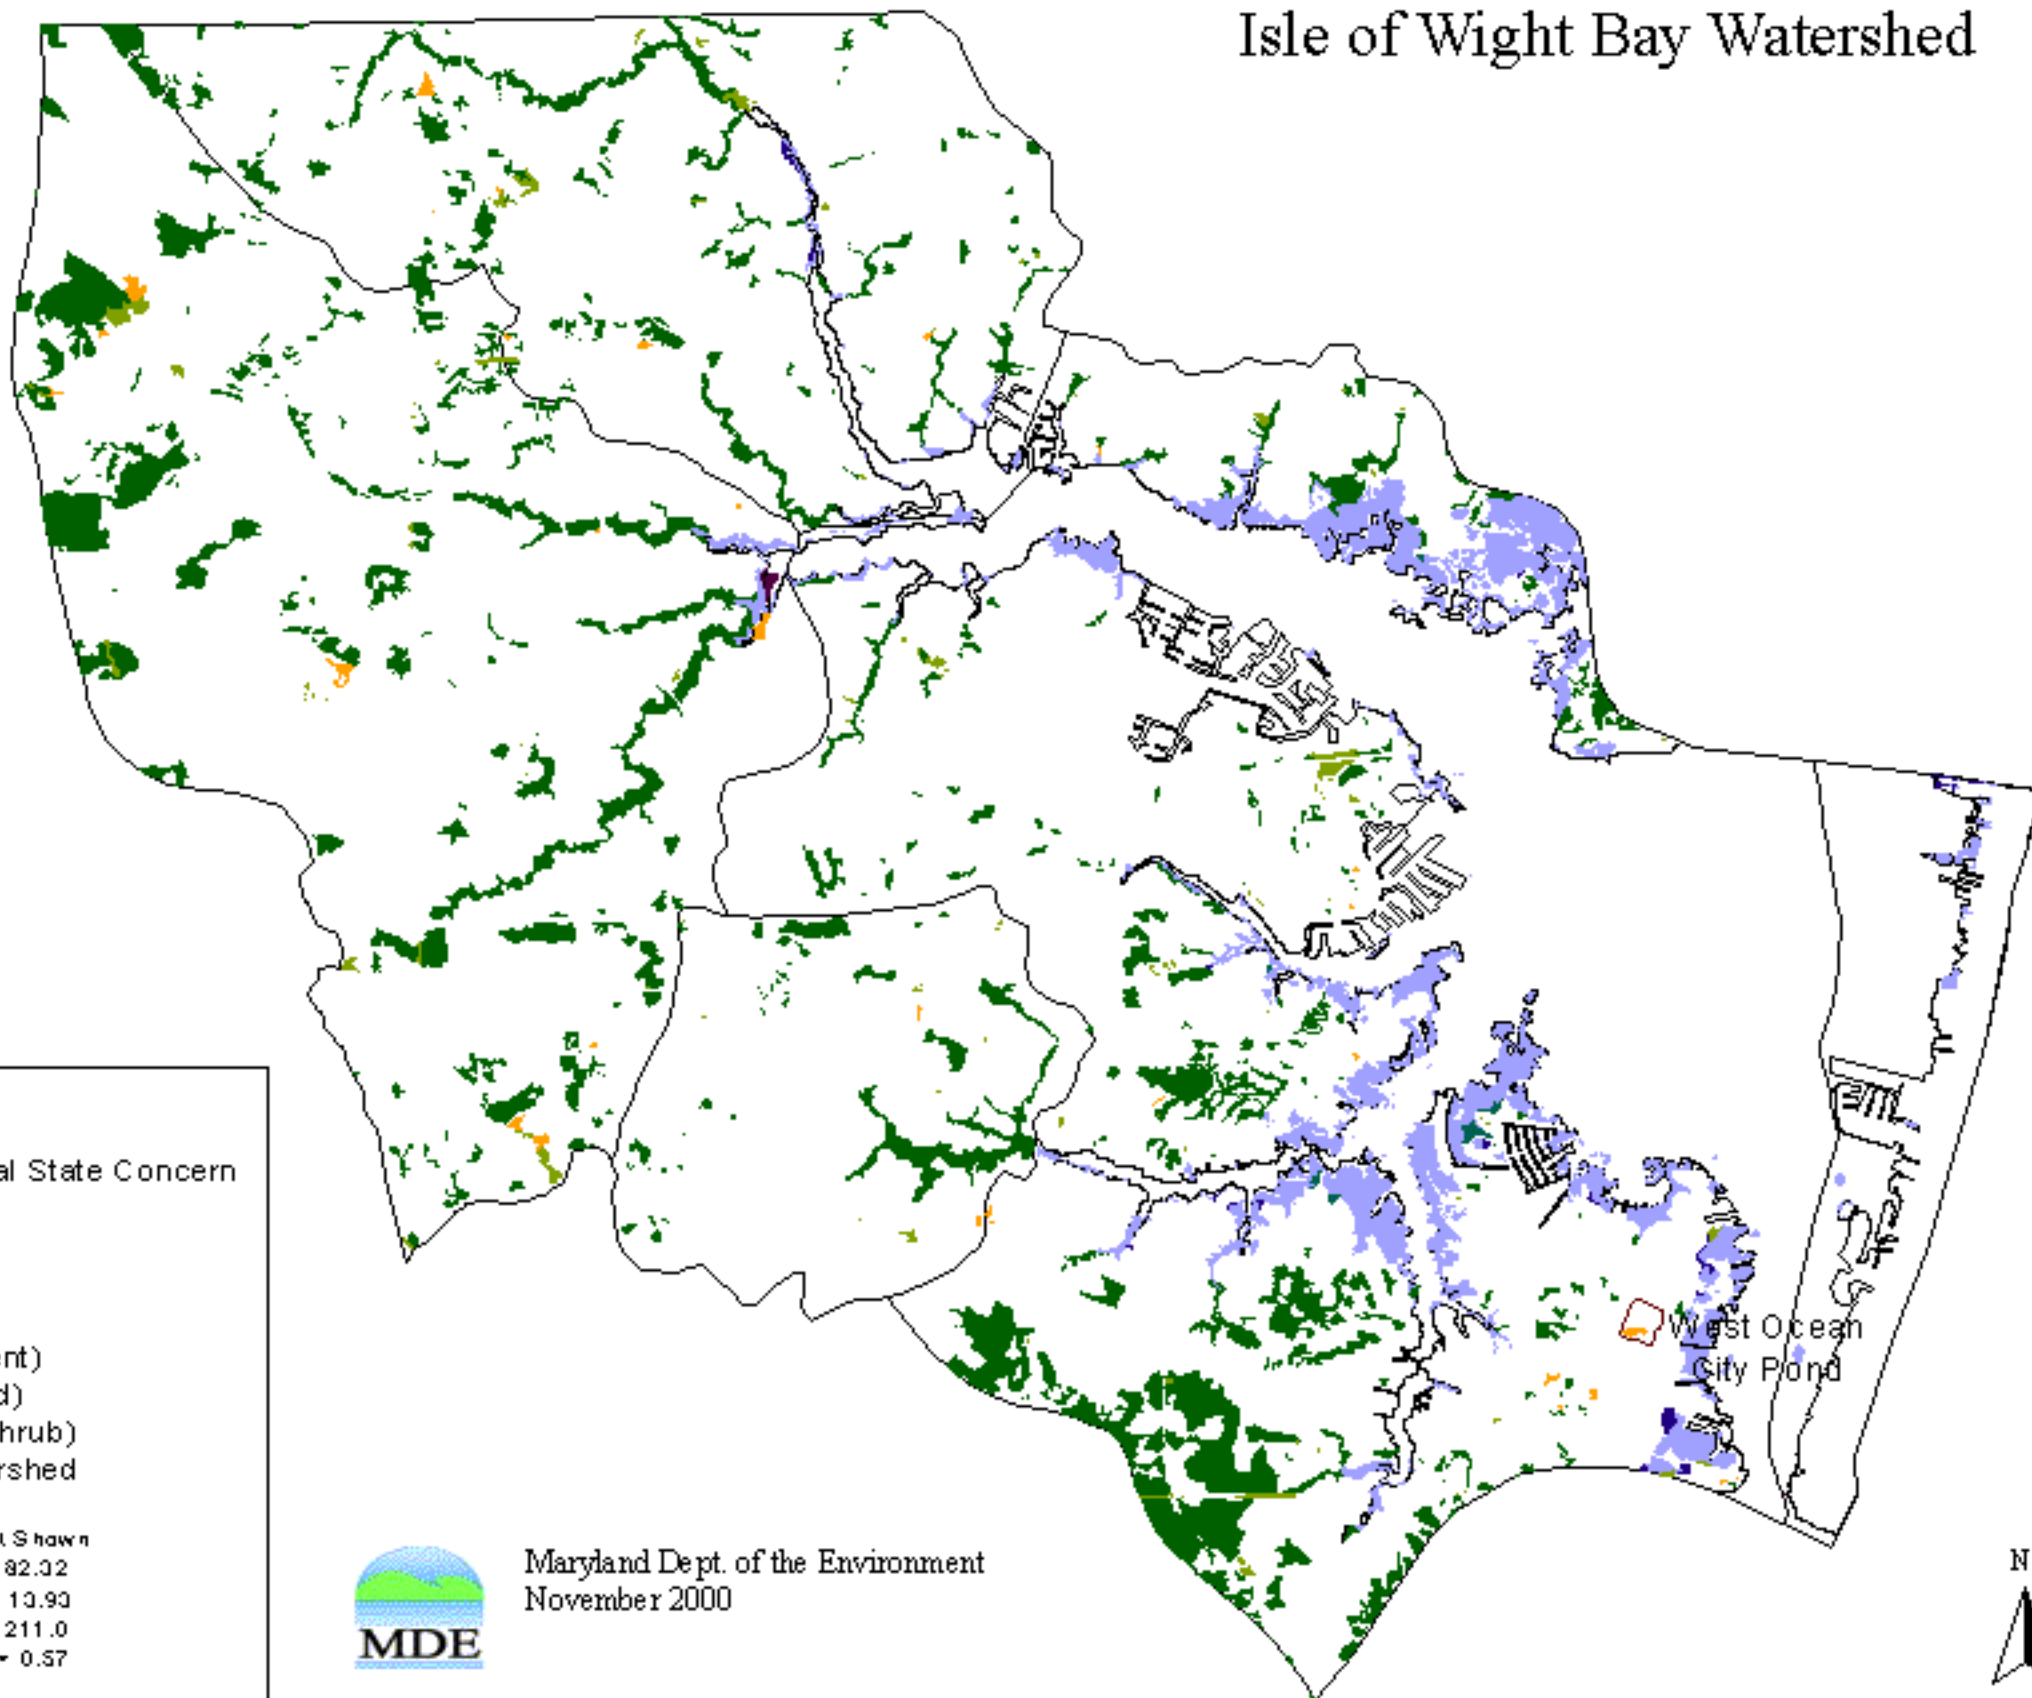 Isle of Wight Bay Watershed
West Ocean
City Pond
al State Concern
ent)
d)
hrub)
rshed
t Shown
82.32
13.93
211.0
0.57
Maryland Dept. of the Environment
November 2000
MDE
N